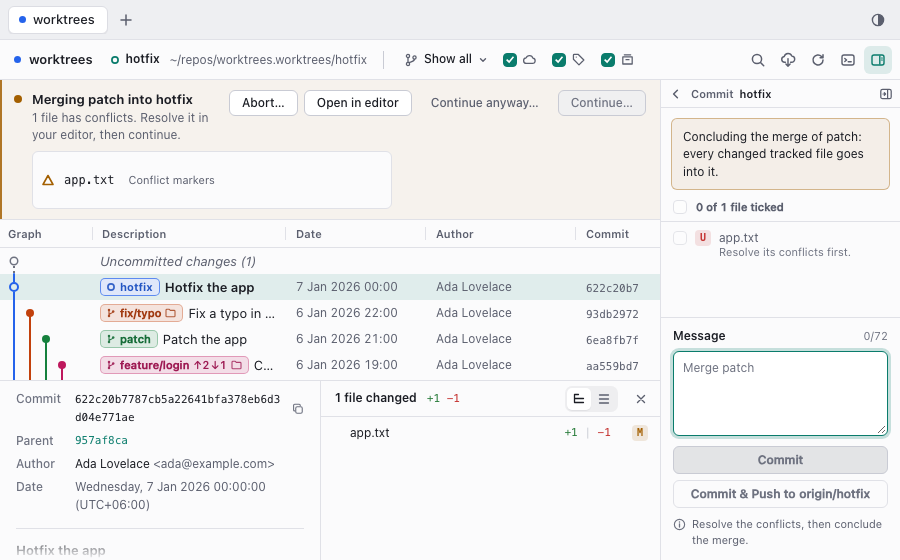 worktrees
worktrees hotfix ~/repos/worktrees.worktrees/hotfix Show all
Merging patch into hotfix
1 file has conflicts. Resolve it in
your editor, then continue.
Abort... Open in editor Continue anyway... Continue...
app.txt Conflict markers
Graph Description Date Author Commit
Uncommitted changes (1)
hotfix Hotfix the app 7 Jan 2026 00:00 Ada Lovelace 622c20b7
fix/typo Fix a typo in ... 6 Jan 2026 22:00 Ada Lovelace 93db2972
patch Patch the app 6 Jan 2026 21:00 Ada Lovelace 6ea8fb7f
feature/login ↑2↓1 C... 6 Jan 2026 19:00 Ada Lovelace aa559bd7
Commit 622c20b7787cb5a22641bfa378eb6d3
d04e771ae
Parent 957af8ca
Author Ada Lovelace <ada@example.com>
Date Wednesday, 7 Jan 2026 00:00:00
(UTC+06:00)
Hotfix the app
1 file changed +1 −1
app.txt +1 −1 M
Commit hotfix
Concluding the merge of patch:
every changed tracked file goes
into it.
0 of 1 file ticked
U app.txt
Resolve its conflicts first.
Message 0/72
Merge patch
Commit
Commit & Push to origin/hotfix
Resolve the conflicts, then conclude
the merge.